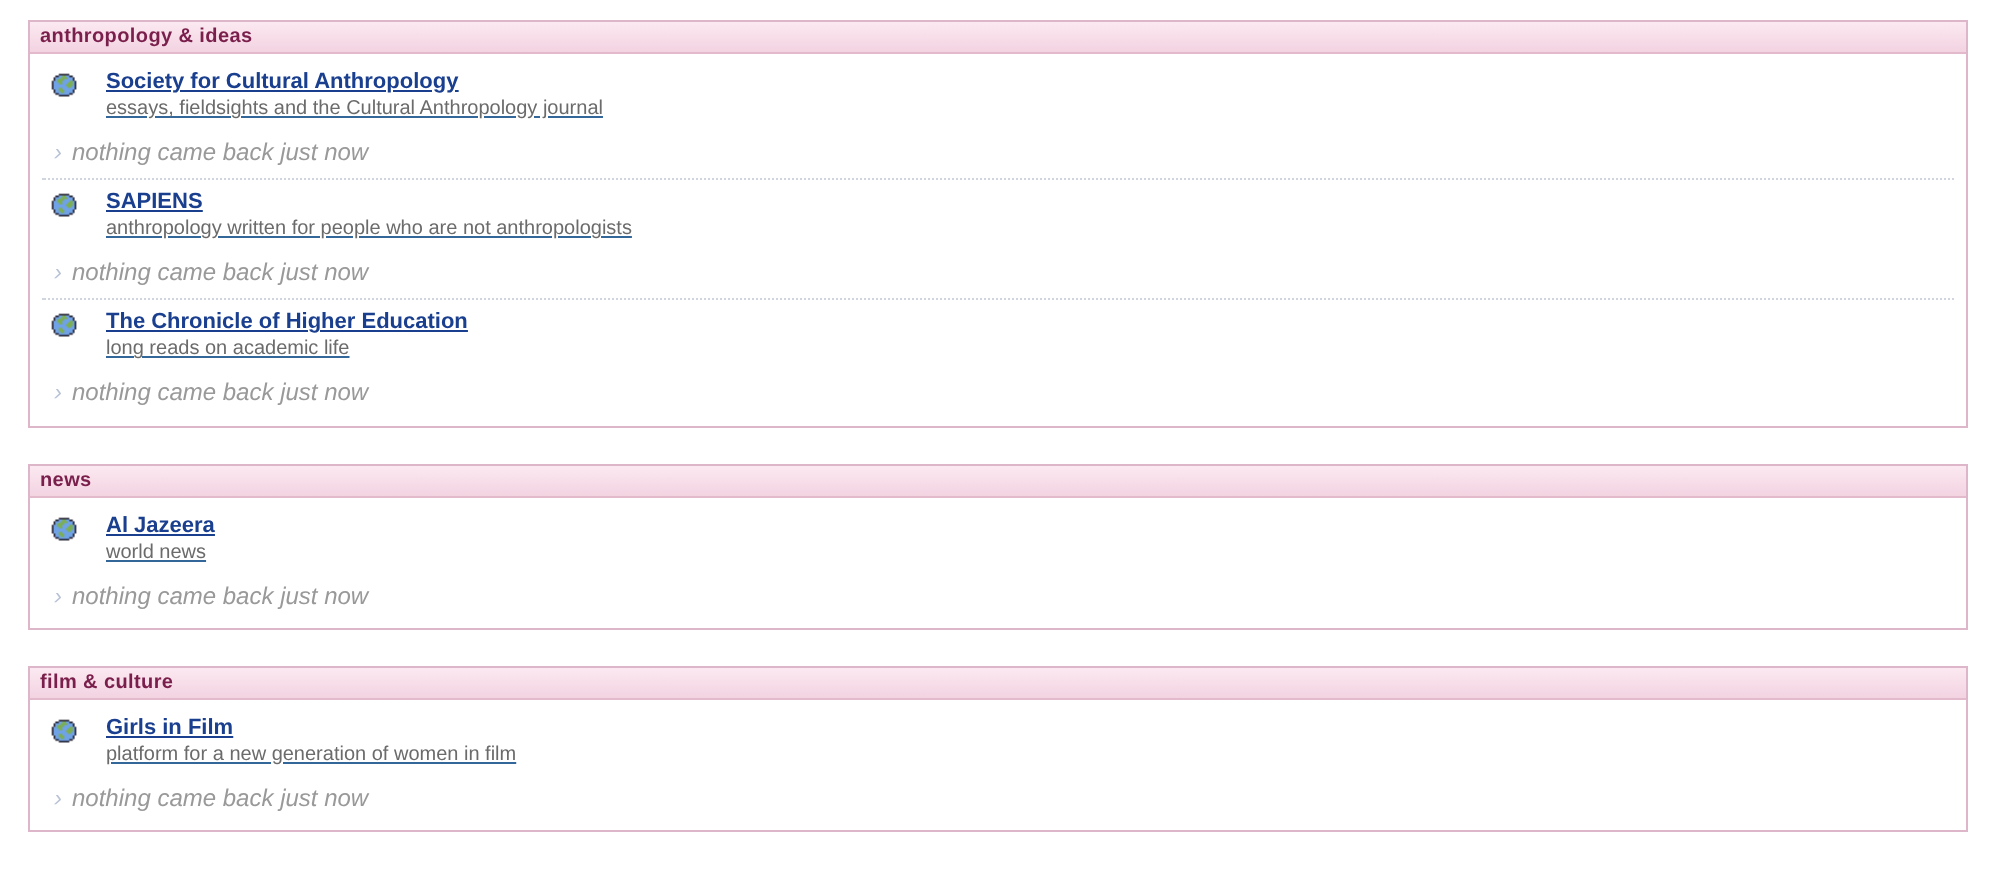 anthropology & ideas
Society for Cultural Anthropology
essays, fieldsights and the Cultural Anthropology journal
› nothing came back just now
SAPIENS
anthropology written for people who are not anthropologists
› nothing came back just now
The Chronicle of Higher Education
long reads on academic life
› nothing came back just now
news
Al Jazeera
world news
› nothing came back just now
film & culture
Girls in Film
platform for a new generation of women in film
› nothing came back just now